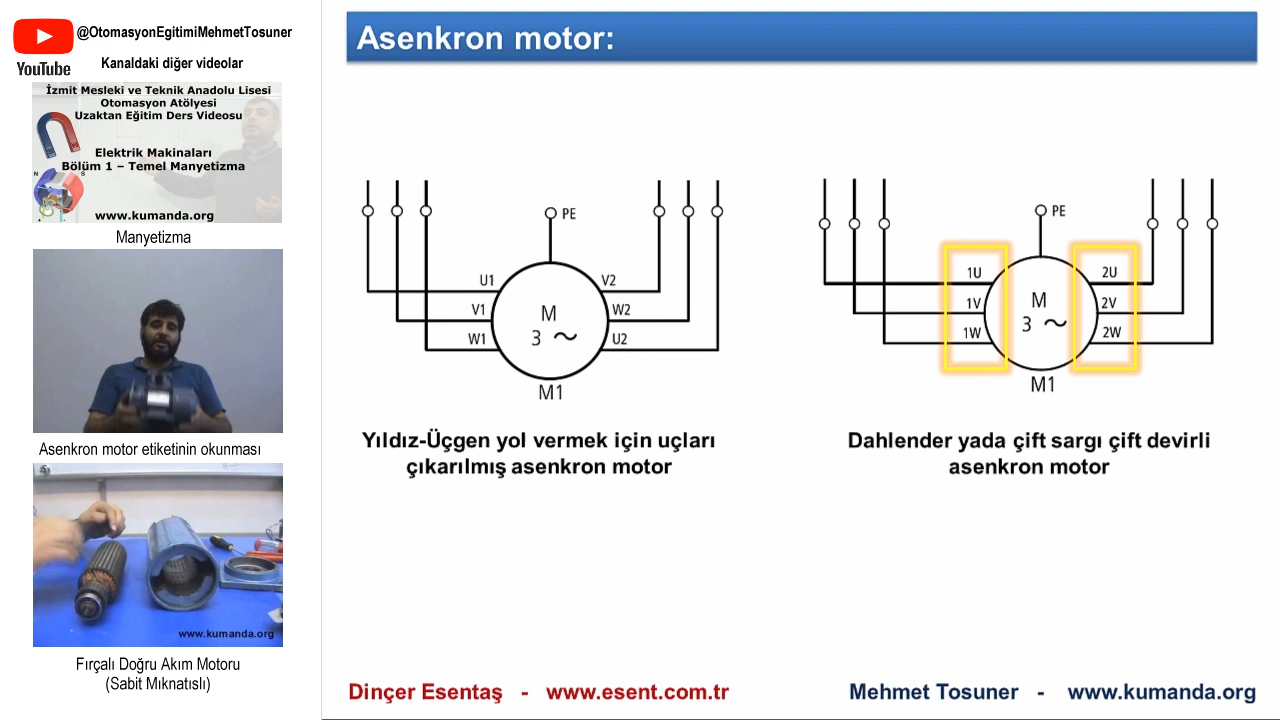 @OtomasyonEgitimiMehmetTosuner
YouTube
Kanaldaki diğer videolar
İzmit Mesleki ve Teknik Anadolu Lisesi
Otomasyon Atölyesi
Uzaktan Eğitim Ders Videosu
Elektrik Makinaları
Bölüm 1 – Temel Manyetizma
N S
www.kumanda.org
Manyetizma
Asenkron motor etiketinin okunması
www.kumanda.org
Fırçalı Doğru Akım Motoru
(Sabit Mıknatıslı)
Asenkron motor:
PE
U1 V2
V1 M W2
W1 3 ~ U2
M1
Yıldız-Üçgen yol vermek için uçları
çıkarılmış asenkron motor
PE
1U 2U
1V M 2V
1W 3 ~ 2W
M1
Dahlender yada çift sargı çift devirli
asenkron motor
Dinçer Esentaş - www.esent.com.tr
Mehmet Tosuner - www.kumanda.org